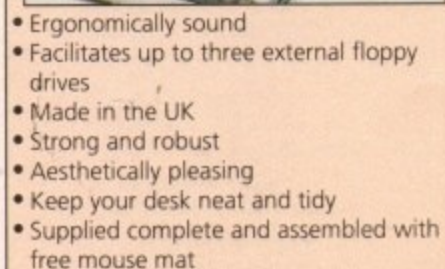 • Ergonomically sound
• Facilitates up to three external floppy
drives
• Made in the UK
• Strong and robust
• Aesthetically pleasing
• Keep your desk neat and tidy
• Supplied complete and assembled with
free mouse mat